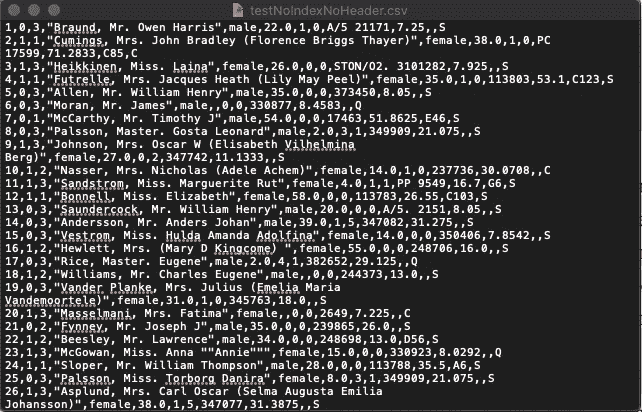 testNoIndexNoHeader.csv
1,0,3,"Braund, Mr. Owen Harris",male,22.0,1,0,A/5 21171,7.25,,S
2,1,1,"Cumings, Mrs. John Bradley (Florence Briggs Thayer)",female,38.0,1,0,PC
17599,71.2833,C85,C
3,1,3,"Heikkinen, Miss. Laina",female,26.0,0,0,STON/O2. 3101282,7.925,,S
4,1,1,"Futrelle, Mrs. Jacques Heath (Lily May Peel)",female,35.0,1,0,113803,53.1,C123,S
5,0,3,"Allen, Mr. William Henry",male,35.0,0,0,373450,8.05,,S
6,0,3,"Moran, Mr. James",male,,0,0,330877,8.4583,,Q
7,0,1,"McCarthy, Mr. Timothy J",male,54.0,0,0,17463,51.8625,E46,S
8,0,3,"Palsson, Master. Gosta Leonard",male,2.0,3,1,349909,21.075,,S
9,1,3,"Johnson, Mrs. Oscar W (Elisabeth Vilhelmina
Berg)",female,27.0,0,2,347742,11.1333,,S
10,1,2,"Nasser, Mrs. Nicholas (Adele Achem)",female,14.0,1,0,237736,30.0708,,C
11,1,3,"Sandstrom, Miss. Marguerite Rut",female,4.0,1,1,PP 9549,16.7,G6,S
12,1,1,"Bonnell, Miss. Elizabeth",female,58.0,0,0,113783,26.55,C103,S
13,0,3,"Saundercock, Mr. William Henry",male,20.0,0,0,A/5. 2151,8.05,,S
14,0,3,"Andersson, Mr. Anders Johan",male,39.0,1,5,347082,31.275,,S
15,0,3,"Vestrom, Miss. Hulda Amanda Adolfina",female,14.0,0,0,350406,7.8542,,S
16,1,2,"Hewlett, Mrs. (Mary D Kingcome) ",female,55.0,0,0,248706,16.0,,S
17,0,3,"Rice, Master. Eugene",male,2.0,4,1,382652,29.125,,Q
18,1,2,"Williams, Mr. Charles Eugene",male,,0,0,244373,13.0,,S
19,0,3,"Vander Planke, Mrs. Julius (Emelia Maria
Vandemoortele)",female,31.0,1,0,345763,18.0,,S
20,1,3,"Masselmani, Mrs. Fatima",female,,0,0,2649,7.225,,C
21,0,2,"Fynney, Mr. Joseph J",male,35.0,0,0,239865,26.0,,S
22,1,2,"Beesley, Mr. Lawrence",male,34.0,0,0,248698,13.0,D56,S
23,1,3,"McGowan, Miss. Anna ""Annie""",female,15.0,0,0,330923,8.0292,,Q
24,1,1,"Sloper, Mr. William Thompson",male,28.0,0,0,113788,35.5,A6,S
25,0,3,"Palsson, Miss. Torborg Danira",female,8.0,3,1,349909,21.075,,S
26,1,3,"Asplund, Mrs. Carl Oscar (Selma Augusta Emilia
Johansson)",female,38.0,1,5,347077,31.3875,,S